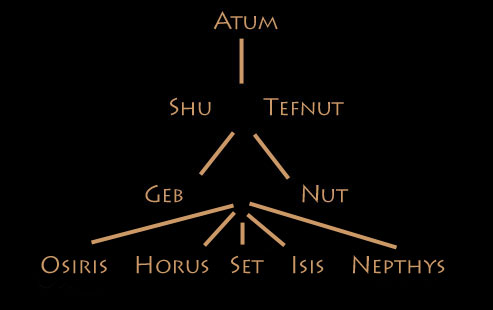 Atum
Shu Tefnut
Geb Nut
Osiris Horus Set Isis Nepthys